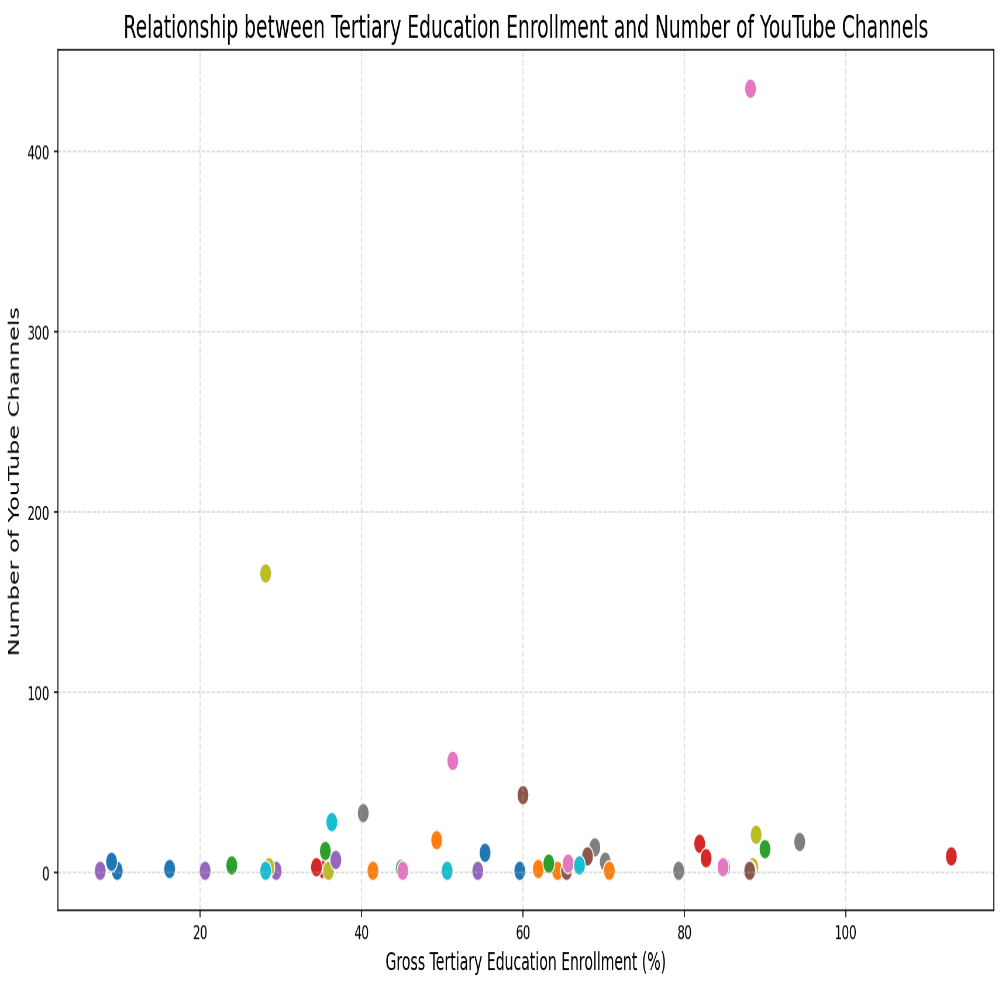 Relationship between Tertiary Education Enrollment and Number of YouTube Channels
Number of YouTube Channels
400
300
200
100
0
20 40 60 80 100
Gross Tertiary Education Enrollment (%)